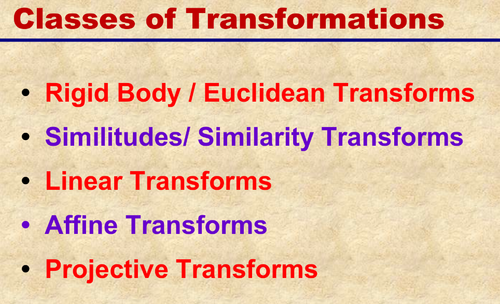 Classes of Transformations
• Rigid Body / Euclidean Transforms
• Similitudes/ Similarity Transforms
• Linear Transforms
• Affine Transforms
• Projective Transforms